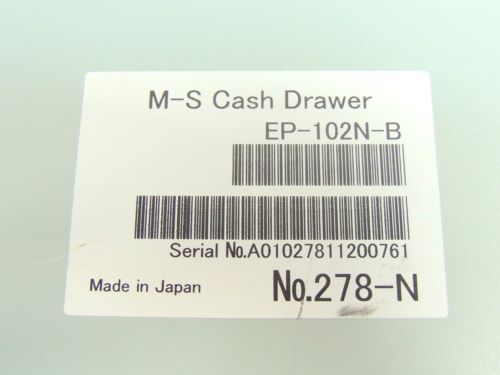 M-S Cash Drawer
EP-102N-B
Serial No.A01027811200761
Made in Japan
No.278-N